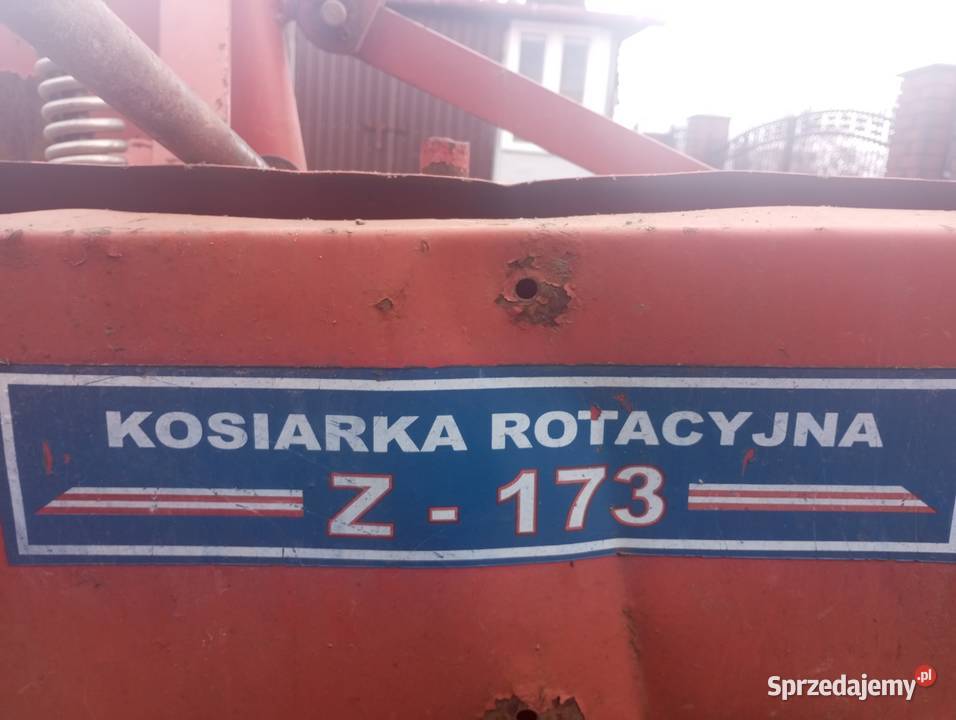 KOSIARKA ROTACYJNA
Z - 173
Sprzedajemy.pl